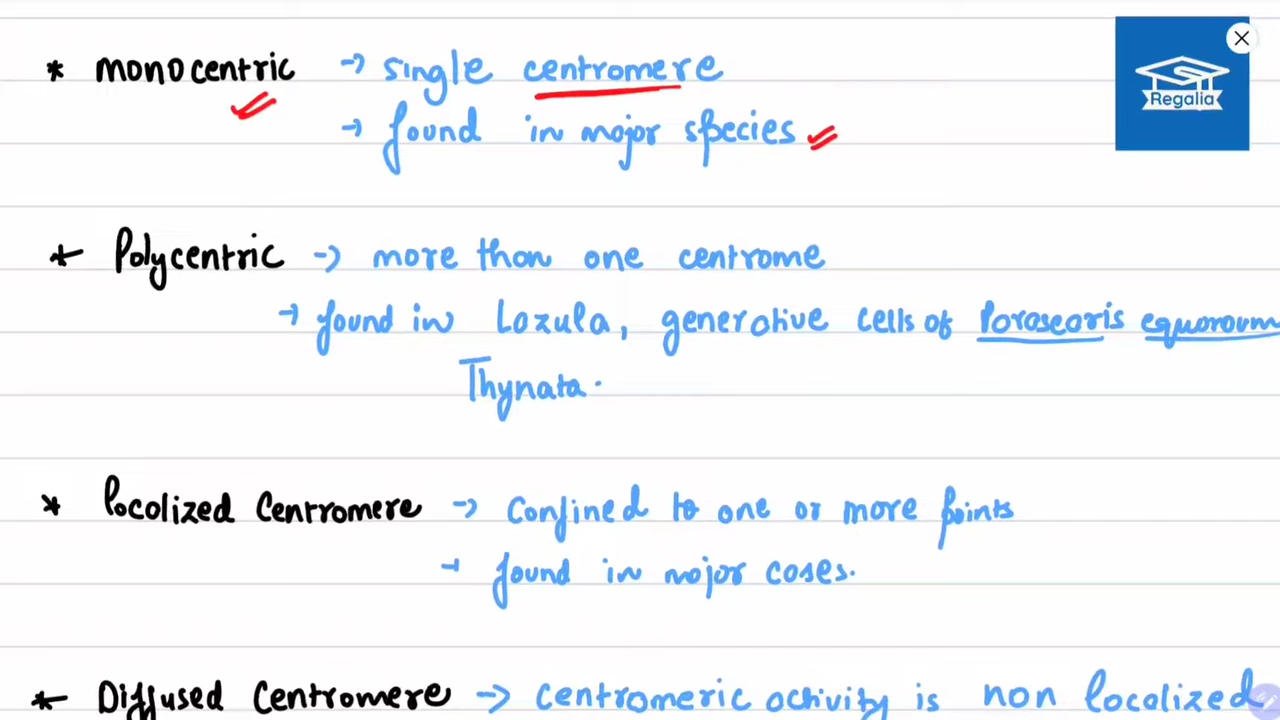 * monocentric → single centromere
→ found in major species
Regalia
* Polycentric → more than one centrome
→ found in Lozula, generative cells of Parascaris equoroum
Thynata.
* Localized Centromere → Confined to one or more points
→ found in major cases.
* Diffused Centromere → centromeric activity is non localized